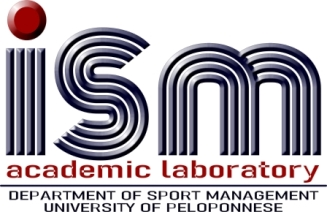 ism
academic laboratory
DEPARTMENT OF SPORT MANAGEMENT
UNIVERSITY OF PELOPONNESE